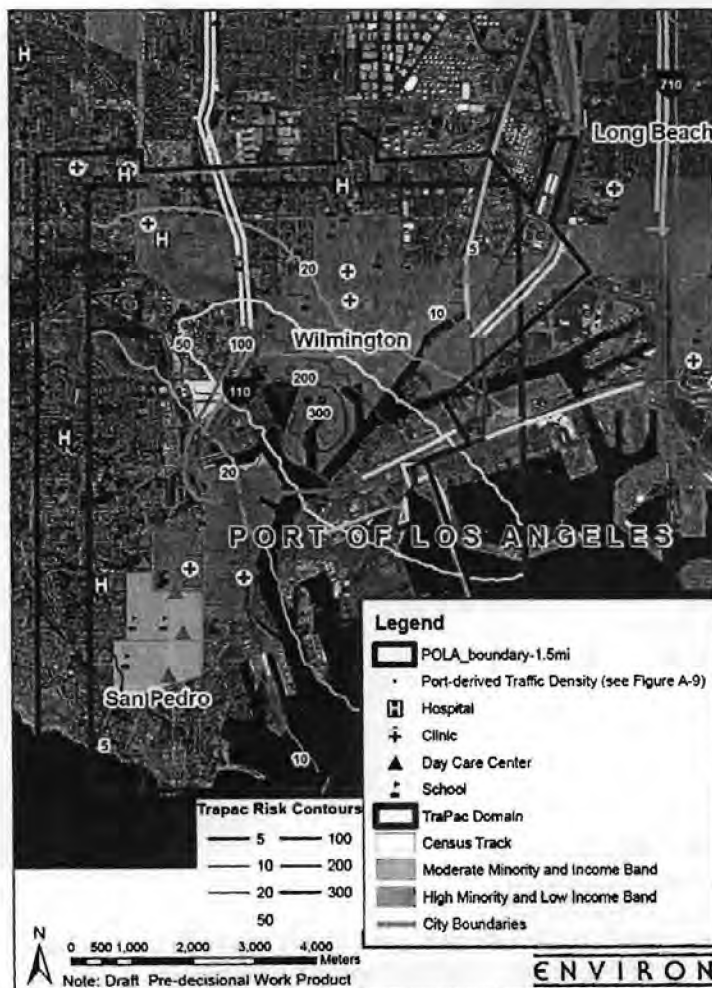 710
Long Beach
H
H
H
H
5
20
10
Wilmington
50
100
200
110
H
300
H
20
PORT OF LOS ANGELES
H
San Pedro
5
10
Legend
POLA_boundary-1.5mi
Port-derived Traffic Density (see Figure A-9)
H Hospital
Clinic
Day Care Center
School
TraPac Domain
Census Track
Moderate Minority and Income Band
High Minority and Low Income Band
City Boundaries
Trapac Risk Contours
5 100
10 200
20 300
50
N
0 500 1,000 2,000 3,000 4,000
Meters
Note: Draft Pre-decisional Work Product
ENVIRON